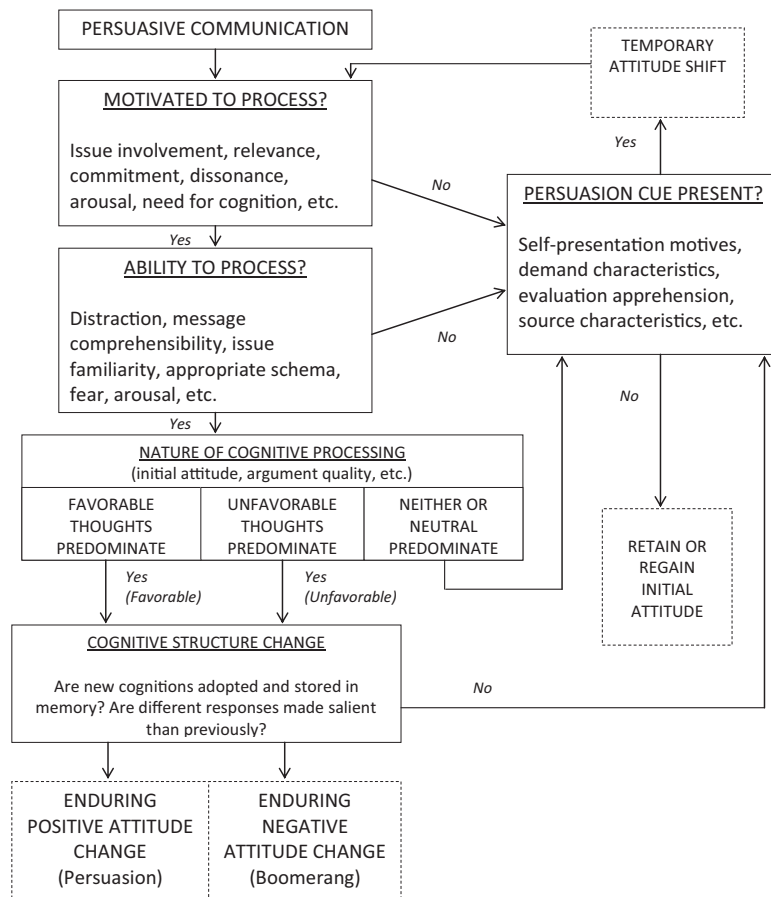 PERSUASIVE COMMUNICATION
TEMPORARY
ATTITUDE SHIFT
MOTIVATED TO PROCESS?
Issue involvement, relevance,
commitment, dissonance,
arousal, need for cognition, etc.
No
Yes
Yes
PERSUASION CUE PRESENT?
Self-presentation motives,
demand characteristics,
evaluation apprehension,
source characteristics, etc.
ABILITY TO PROCESS?
Distraction, message
comprehensibility, issue
familiarity, appropriate schema,
fear, arousal, etc.
No
Yes
No
NATURE OF COGNITIVE PROCESSING
(initial attitude, argument quality, etc.)
FAVORABLE
THOUGHTS
PREDOMINATE
UNFAVORABLE
THOUGHTS
PREDOMINATE
NEITHER OR
NEUTRAL
PREDOMINATE
RETAIN OR
REGAIN
INITIAL
ATTITUDE
Yes
(Favorable)
Yes
(Unfavorable)
COGNITIVE STRUCTURE CHANGE
Are new cognitions adopted and stored in
memory? Are different responses made salient
than previously?
No
ENDURING
POSITIVE ATTITUDE
CHANGE
(Persuasion)
ENDURING
NEGATIVE
ATTITUDE CHANGE
(Boomerang)